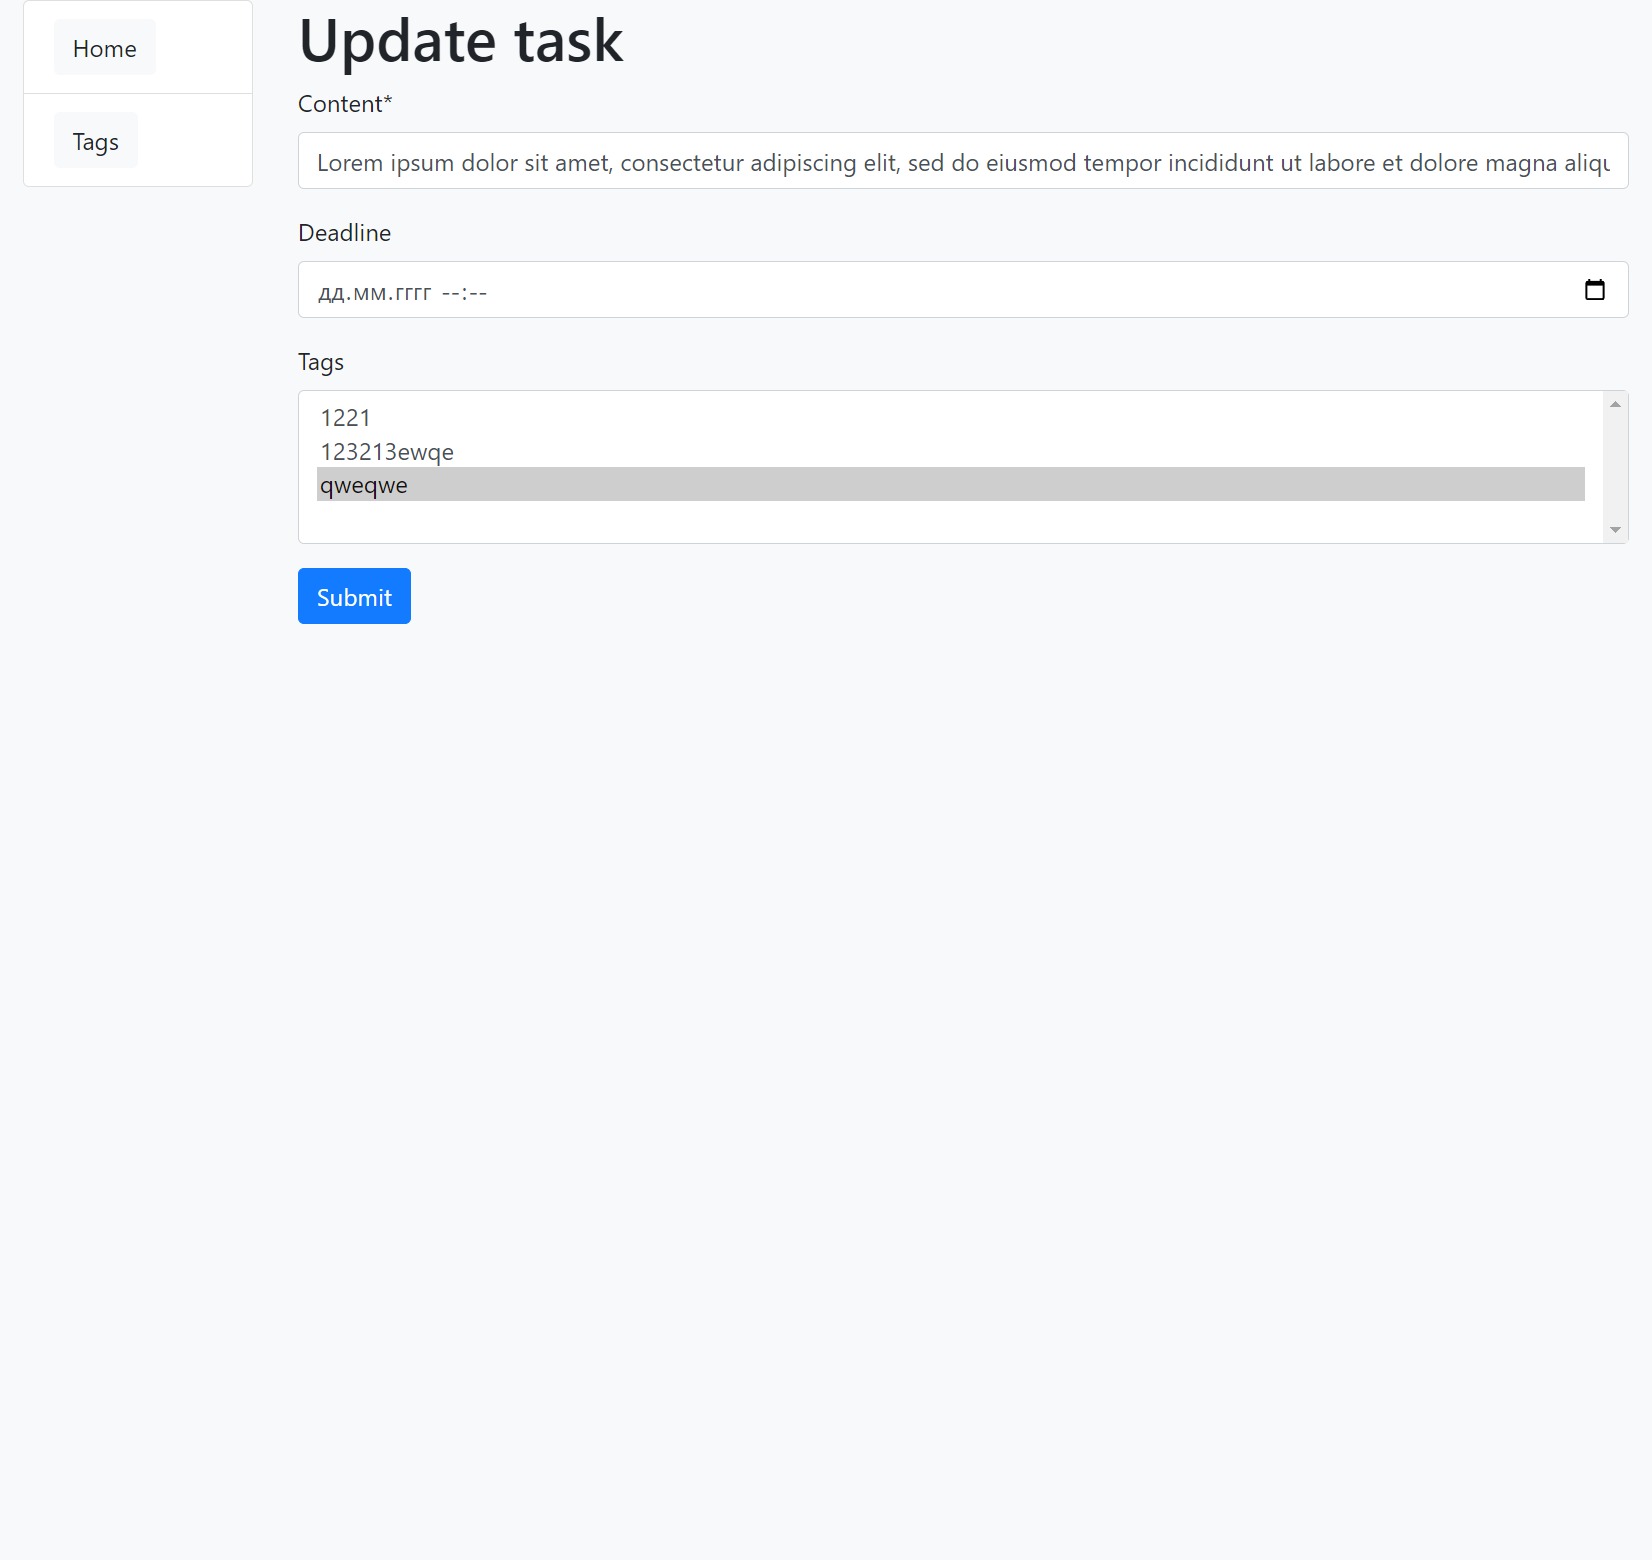 Home
Tags
Update task
Content*
Lorem ipsum dolor sit amet, consectetur adipiscing elit, sed do eiusmod tempor incididunt ut labore et dolore magna aliqu
Deadline
дд.мм.гггг --:--
Tags
1221
123213ewqe
qweqwe
Submit